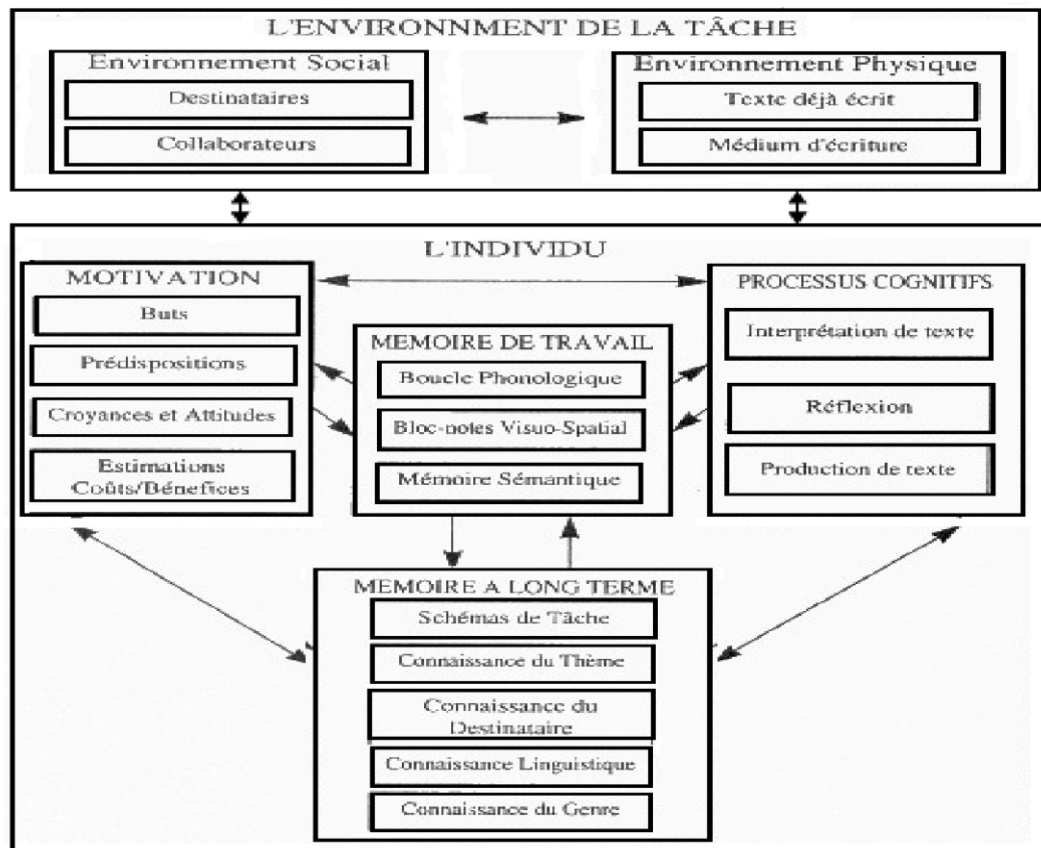 L'ENVIRONNMENT DE LA TÂCHE
Environnement Social
Destinataires
Collaborateurs
Environnement Physique
Texte déjà écrit
Médium d'écriture
L'INDIVIDU
MOTIVATION
Buts
Prédispositions
Croyances et Attitudes
Estimations
Coûts/Bénefices
MEMOIRE DE TRAVAIL
Boucle Phonologique
Bloc-notes Visuo-Spatial
Mémoire Sémantique
PROCESSUS COGNITIFS
Interprétation de texte
Réflexion
Production de texte
MEMOIRE A LONG TERME
Schémas de Tâche
Connaissance du Thème
Connaissance du
Destinataire
Connaissance Linguistique
Connaissance du Genre